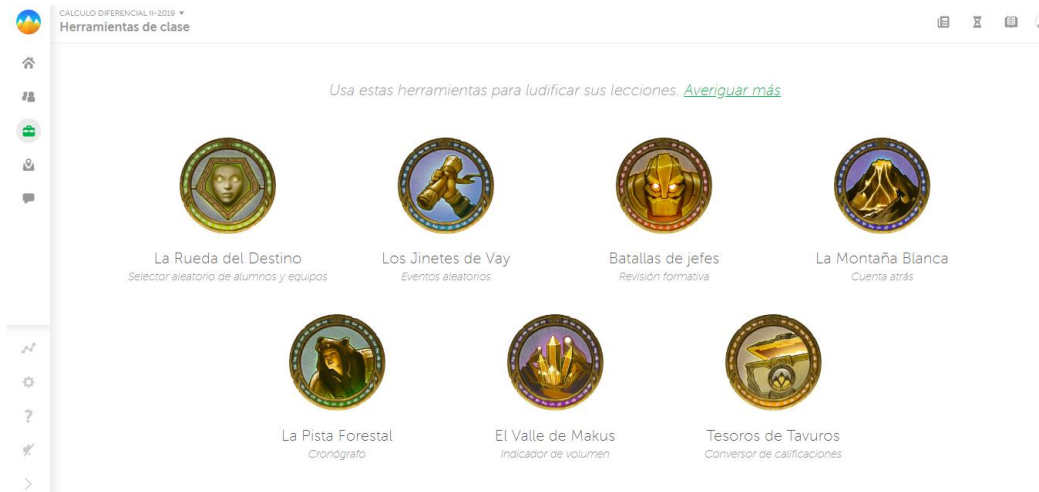 CALCULO DIFERENCIAL II-2019
Herramientas de clase
Usa estas herramientas para ludificar sus lecciones. Averiguar más
La Rueda del Destino
Selector aleatorio de alumnos y equipos
Los Jinetes de Vay
Eventos aleatorios
Batallas de jefes
Revisión formativa
La Montaña Blanca
Cuenta atrás
La Pista Forestal
Cronógrafo
El Valle de Makus
Indicador de volumen
Tesoros de Tavuros
Conversor de calificaciones